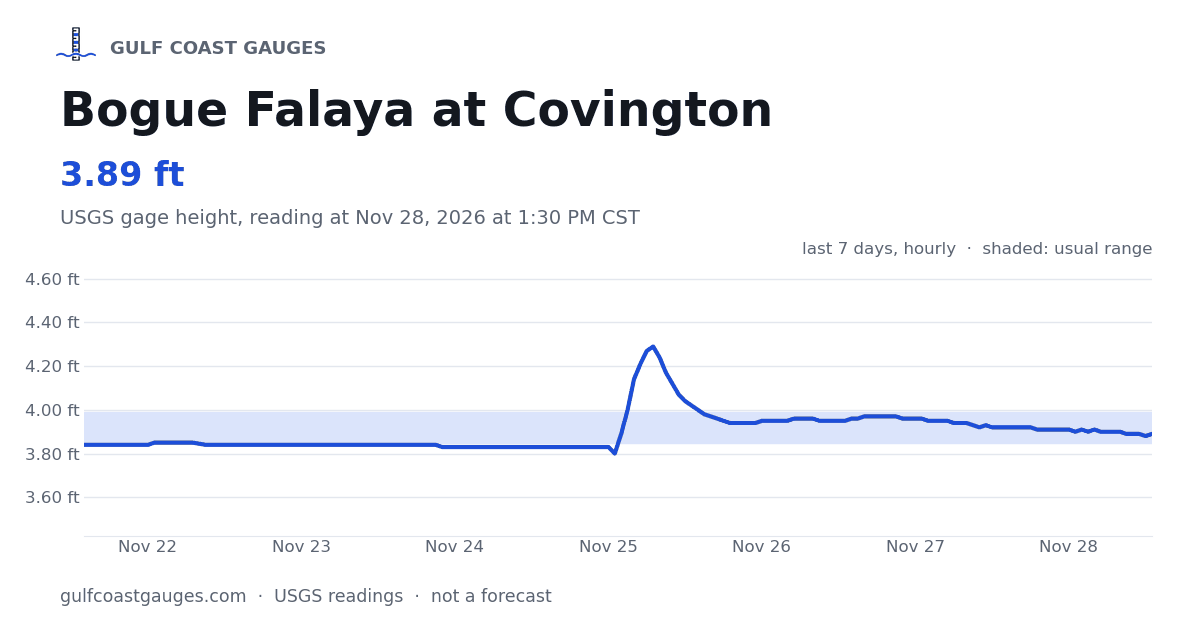 GULF COAST GAUGES
Bogue Falaya at Covington
3.89 ft
USGS gage height, reading at Nov 28, 2026 at 1:30 PM CST
last 7 days, hourly · shaded: usual range
4.60 ft
4.40 ft
4.20 ft
4.00 ft
3.80 ft
3.60 ft
Nov 22 Nov 23 Nov 24 Nov 25 Nov 26 Nov 27 Nov 28
gulfcoastgauges.com · USGS readings · not a forecast